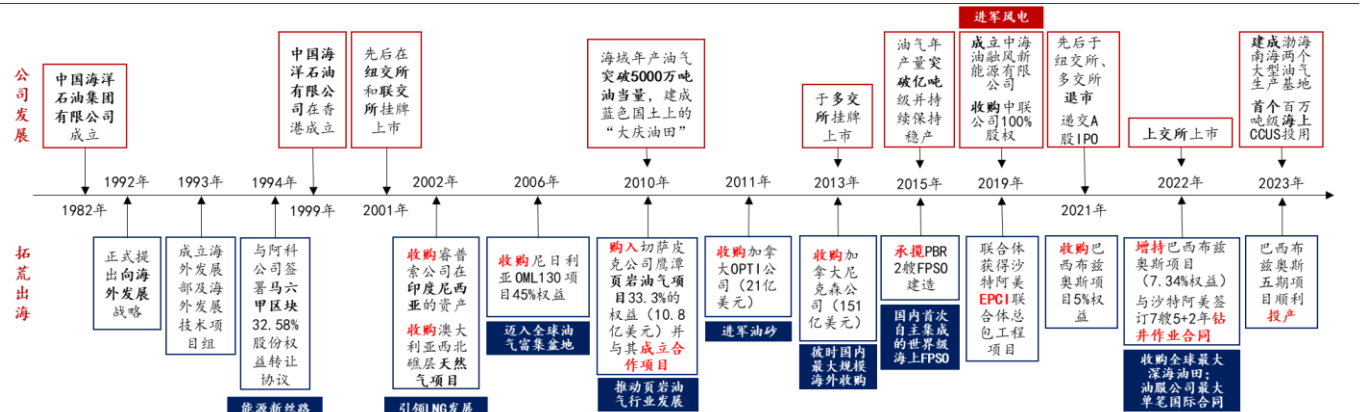 进军风电
公司发展
中国海洋
石油集团
有限公司
成立
中国海
洋石油
有限公
司在香
港成立
先后在
纽交所
和联交
所挂牌
上市
海域年产油气
突破5000万吨
油当量，建成
蓝色国土上的
“大庆油田”
于多交
所挂牌
上市
油气年
产量突
破亿吨
级并持
续保持
稳产
成立中海
油融风新
能源有限
公司
收购中联
公司100%
股权
先后于
纽交所、
多交所
退市
递交A
股IPO
上交所上市
建成渤海
南海两个
大型油气
生产基地
首个百万
吨级海上
CCUS投用
1992年
1993年
1994年
2002年
2006年
2010年
2011年
2013年
2015年
2019年
2022年
2023年
1982年
1999年
2001年
2021年
拓荒出海
正式提
出向海
外发展
战略
成立海
外发展
部及海
外发展
技术项
目组
与阿科
公司签
署马六
甲区块
32.58%
股份权
益转让
协议
能源新丝路
收购睿普
索公司在
印度尼西
亚的资产
收购澳大
利亚西北
礁层天然
气项目
引领LNG发展
收购尼日利
亚OML130项
目45%权益
迈入全球油
气富集盆地
购入切萨皮
克公司鹰潭
页岩油气项
目33.3%的
权益（10.8
亿美元）并
与其成立合
作项目
推动页岩油
气行业发展
收购加拿
大OPTI公
司（21亿
美元）
进军油砂
收购加
拿大尼
克森公
司（151
亿美元）
彼时国内
最大规模
海外收购
承揽PBR
2艘FPSO
建造
国内首次
自主集成
的世界级
海上FPSO
联合体
获得沙
特阿美
EPCI联
合体总
包工程
项目
收购巴
西布兹
奥斯项
目5%权
益
增持巴西布兹
奥斯项目
（7.34%权益）
与沙特阿美签
订7艘5+2年钻
井作业合同
收购全球最大
深海油田；
油服公司最大
单笔国际合同
巴西布
兹奥斯
五期项
目顺利
投产